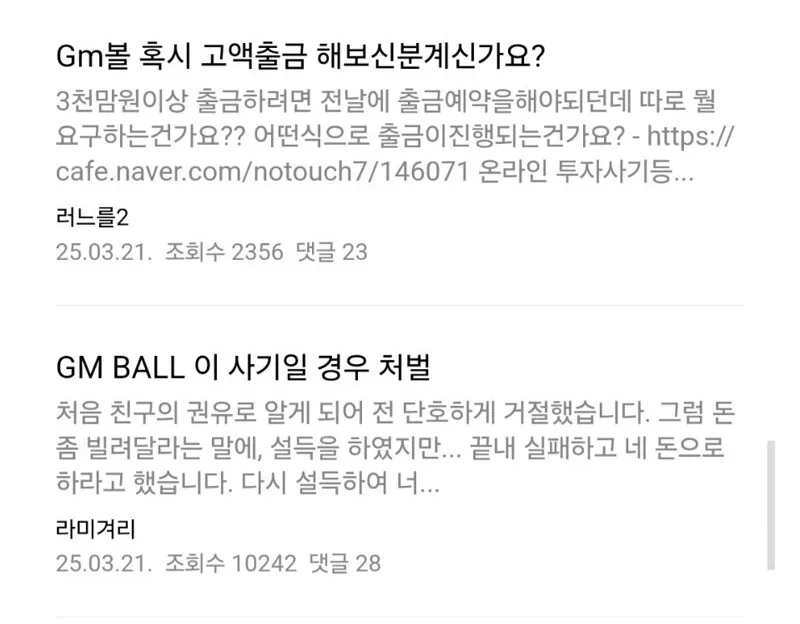 Gm볼 혹시 고액출금 해보신분계신가요?
3천맘원이상 출금하려면 전날에 출금예약을해야되던데 따로 뭘
요구하는건가요?? 어떤식으로 출금이진행되는건가요? - https://
cafe.naver.com/notouch7/146071 온라인 투자사기등...
러느를2
25.03.21. 조회수 2356 댓글 23
GM BALL 이 사기일 경우 처벌
처음 친구의 권유로 알게 되어 전 단호하게 거절했습니다. 그럼 돈
좀 빌려달라는 말에, 설득을 하였지만... 끝내 실패하고 네 돈으로
하라고 했습니다. 다시 설득하여 너...
라미겨리
25.03.21. 조회수 10242 댓글 28